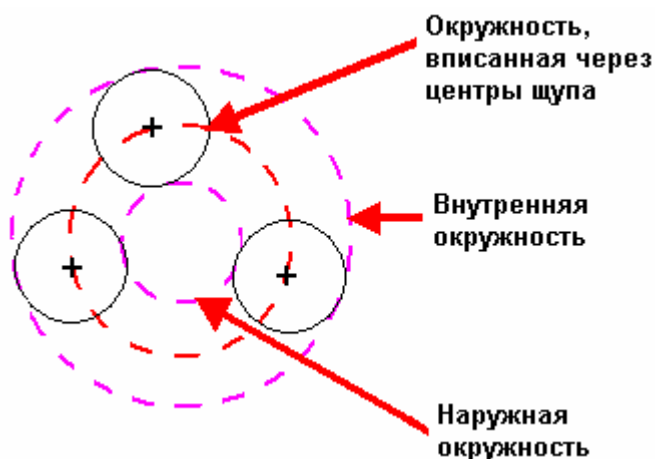 Окружность,
вписанная через
центры щупа
Внутренняя
окружность
Наружная
окружность